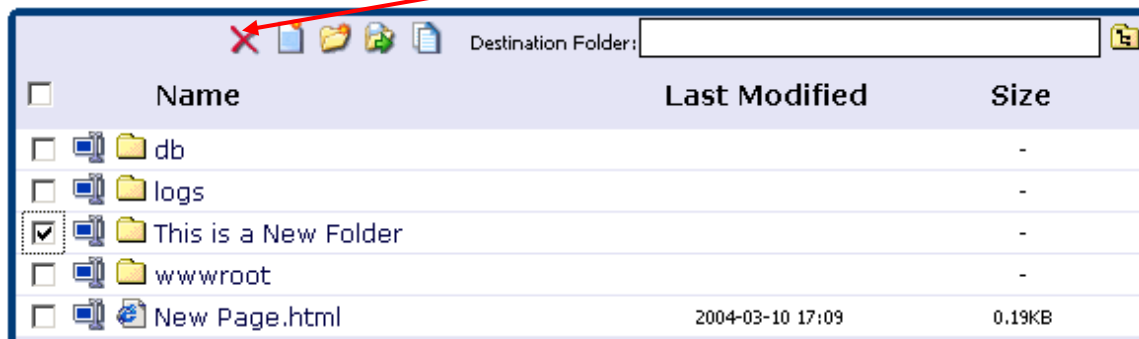 Destination Folder:
Name Last Modified Size
db -
logs -
This is a New Folder -
wwwroot -
New Page.html 2004-03-10 17:09 0.19KB